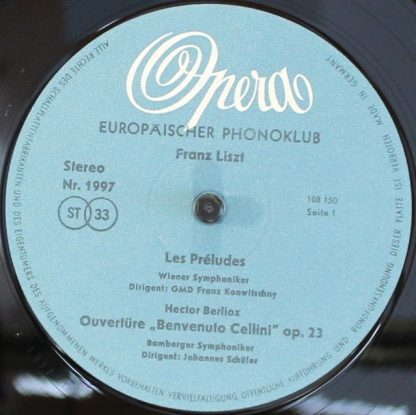 Opera
EUROPÄISCHER PHONOKLUB
Franz Liszt
Stereo
Nr. 1997
ST 33
108 150
Seite 1
Les Préludes
Wiener Symphoniker
Dirigent: GMD Franz Konwitschny
Hector Berlioz
Ouvertüre „Benvenuto Cellini" op. 23
Bamberger Symphoniker
Dirigent: Johannes Schüler
ALLE RECHTE DES SCHALLPLATTENFABRIKANTEN UND DES EIGENTÜMERS DES AUFGENOMMENEN WERKES VORBEHALTEN. VERVIELFÄLTIGUNG, ÖFFENTLICHE AUFFÜHRUNG UND RUNDFUNKSENDUNG DIESER PLATTE IST VERBOTEN MADE IN GERMANY